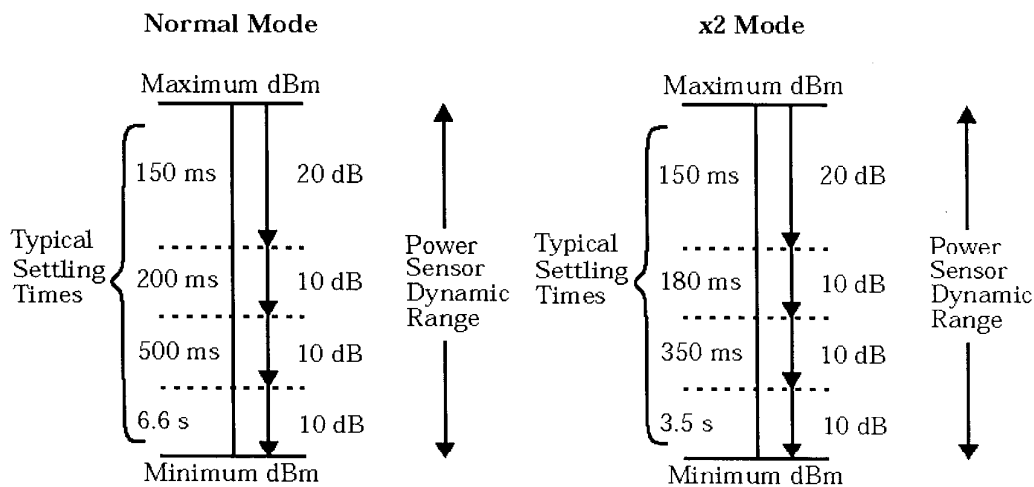 Normal Mode
Maximum dBm
150 ms
20 dB
Typical
Settling
Times
200 ms
10 dB
500 ms
10 dB
6.6 s
10 dB
Minimum dBm
Power
Sensor
Dynamic
Range
x2 Mode
Maximum dBm
150 ms
20 dB
Typical
Settling
Times
180 ms
10 dB
350 ms
10 dB
3.5 s
10 dB
Minimum dBm
Power
Sensor
Dynamic
Range